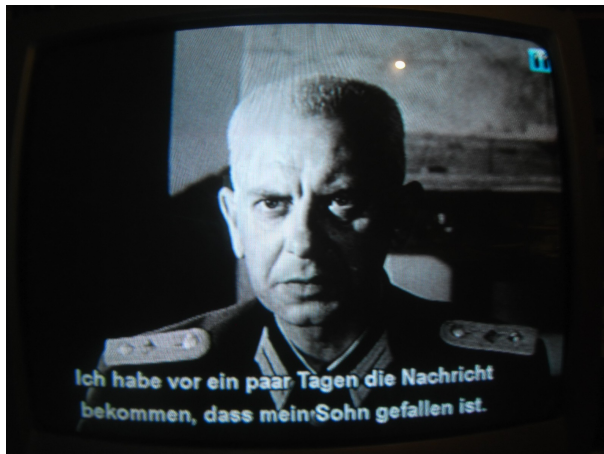 Ich habe vor ein paar Tagen die Nachricht
bekommen, dass mein Sohn gefallen ist.